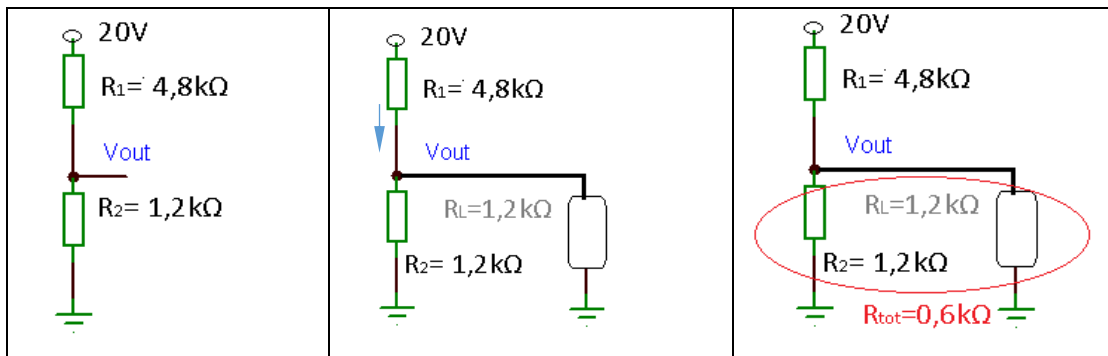 20V
R₁= 4,8kΩ
Vout
R₂= 1,2kΩ
20V
R₁= 4,8kΩ
Vout
RL=1,2kΩ
R₂= 1,2kΩ
20V
R₁= 4,8kΩ
Vout
RL=1,2kΩ
R₂= 1,2kΩ
Rtot=0,6kΩ